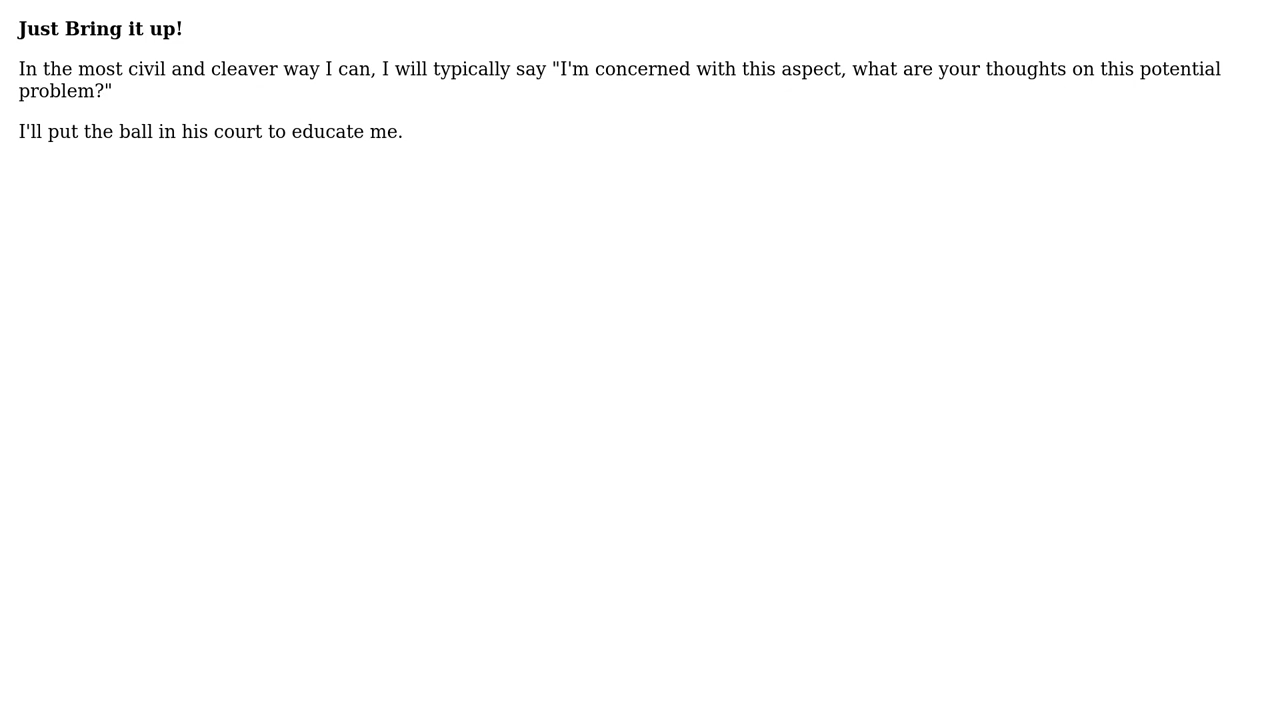 Just Bring it up!
In the most civil and cleaver way I can, I will typically say "I'm concerned with this aspect, what are your thoughts on this potential
problem?"
I'll put the ball in his court to educate me.